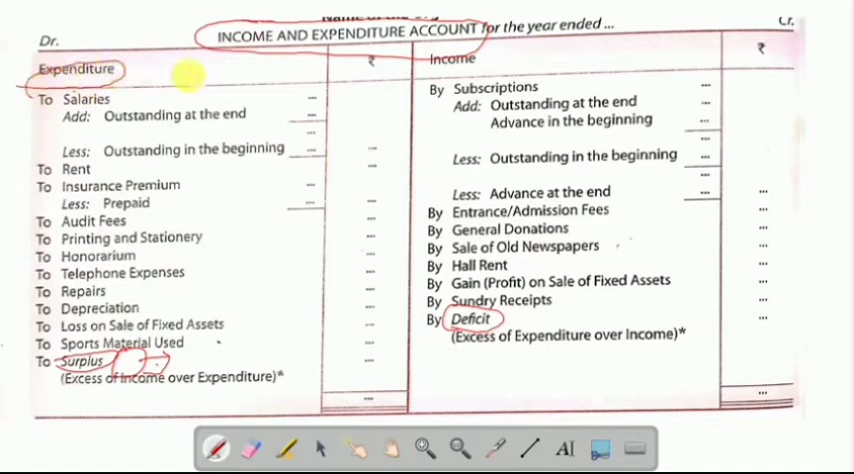 INCOME AND EXPENDITURE ACCOUNT for the year ended ...
Dr.
Cr.
Expenditure
₹
To Salaries ...
Add: Outstanding at the end ...
...
Less: Outstanding in the beginning ... ...
To Rent ...
To Insurance Premium ...
Less: Prepaid ... ...
To Audit Fees ...
To Printing and Stationery ...
To Honorarium ...
To Telephone Expenses ...
To Repairs ...
To Depreciation ...
To Loss on Sale of Fixed Assets ...
To Sports Material Used ...
To Surplus ...
(Excess of Income over Expenditure)*
...
Income
₹
By Subscriptions ...
Add: Outstanding at the end ...
Advance in the beginning ...
...
Less: Outstanding in the beginning ...
...
Less: Advance at the end ... ...
By Entrance/Admission Fees ...
By General Donations ...
By Sale of Old Newspapers ...
By Hall Rent ...
By Gain (Profit) on Sale of Fixed Assets ...
By Sundry Receipts ...
By Deficit ...
(Excess of Expenditure over Income)*
...
AI